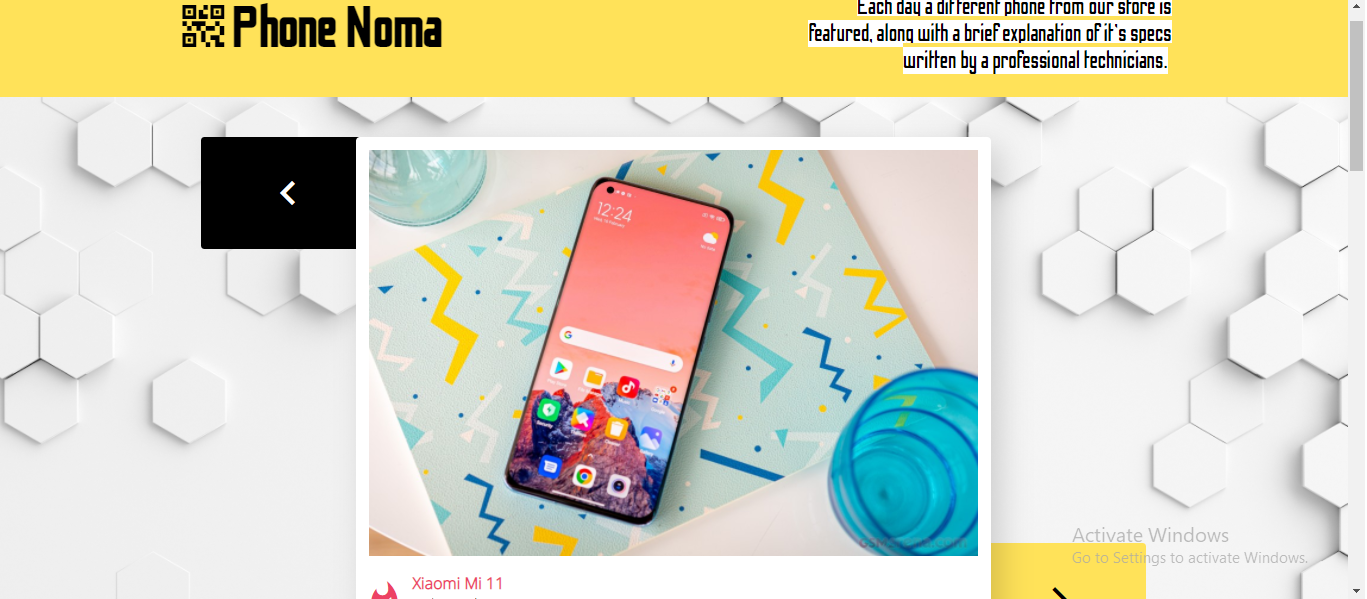 Phone Noma
Each day a different phone from our store is
featured, along with a brief explanation of it's specs
written by a professional technicians.
12:24
Security
Xiaomi Mi 11
Activate Windows
Go to Settings to activate Windows.